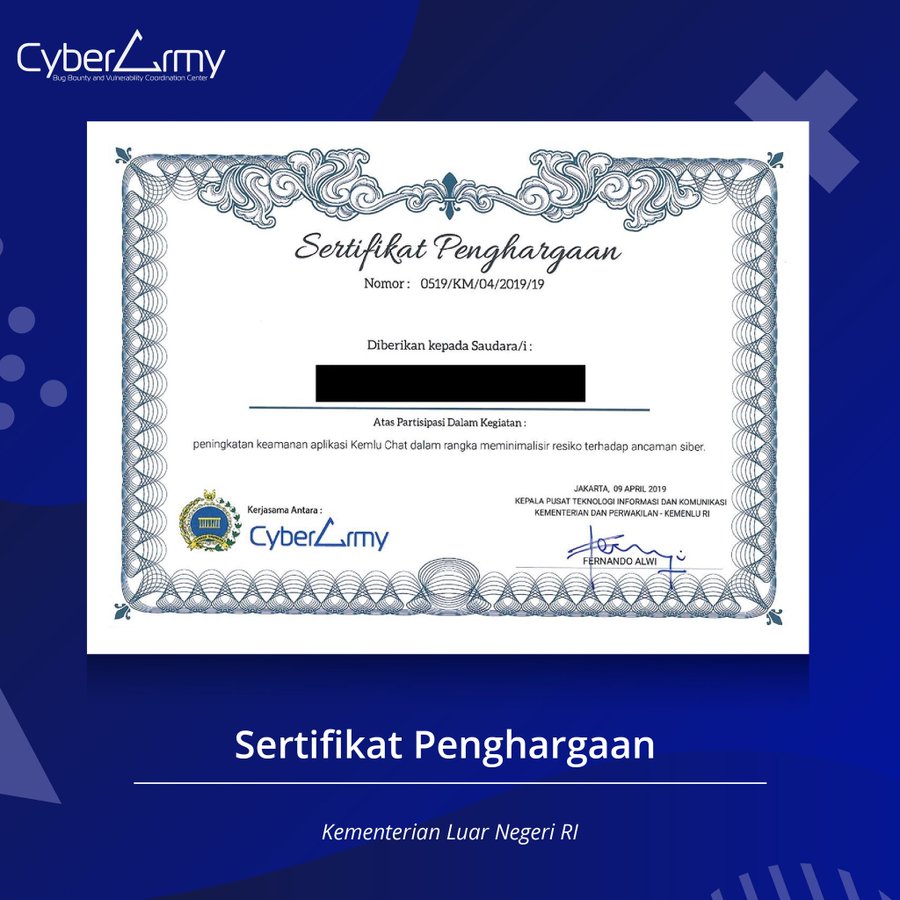 CyberArmy
Bug Bounty and Vulnerability Coordination Center
Sertifikat Penghargaan
Nomor : 0519/KM/04/2019/19
Diberikan kepada Saudara/i :
Atas Partisipasi Dalam Kegiatan :
peningkatan keamanan aplikasi Kemlu Chat dalam rangka meminimalisir resiko terhadap ancaman siber.
JAKARTA, 09 APRIL 2019
KEPALA PUSAT TEKNOLOGI INFORMASI DAN KOMUNIKASI
KEMENTERIAN DAN PERWAKILAN - KEMENLU RI
Kerjasama Antara :
CyberArmy
FERNANDO ALWI
Sertifikat Penghargaan
Kementerian Luar Negeri RI